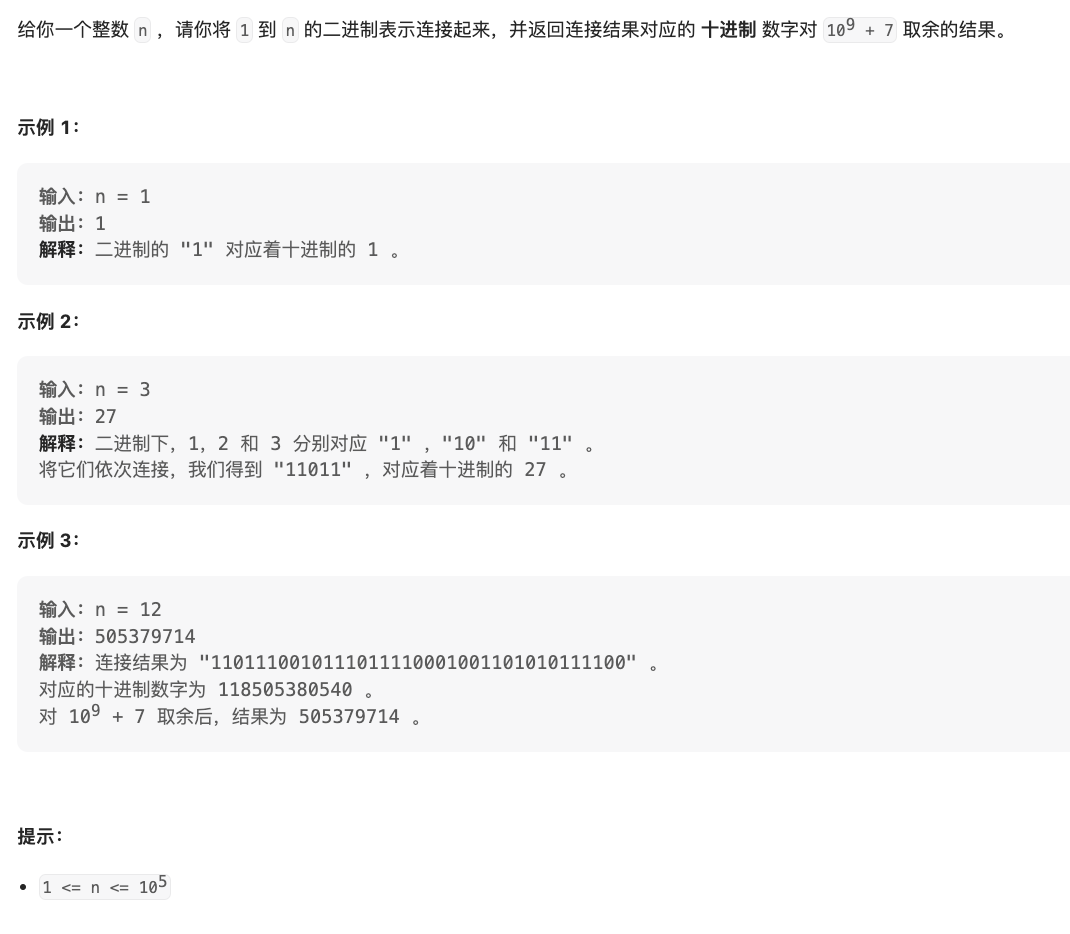 给你一个整数 n ，请你将 1 到 n 的二进制表示连接起来，并返回连接结果对应的 十进制 数字对 10⁹ + 7 取余的结果。
示例 1：
输入：n = 1
输出：1
解释：二进制的 "1" 对应着十进制的 1 。
示例 2：
输入：n = 3
输出：27
解释：二进制下，1，2 和 3 分别对应 "1" ，"10" 和 "11" 。
将它们依次连接，我们得到 "11011" ，对应着十进制的 27 。
示例 3：
输入：n = 12
输出：505379714
解释：连接结果为 "1101110010111011110001001101010111100" 。
对应的十进制数字为 118505380540 。
对 10⁹ + 7 取余后，结果为 505379714 。
提示：
• 1 <= n <= 10⁵